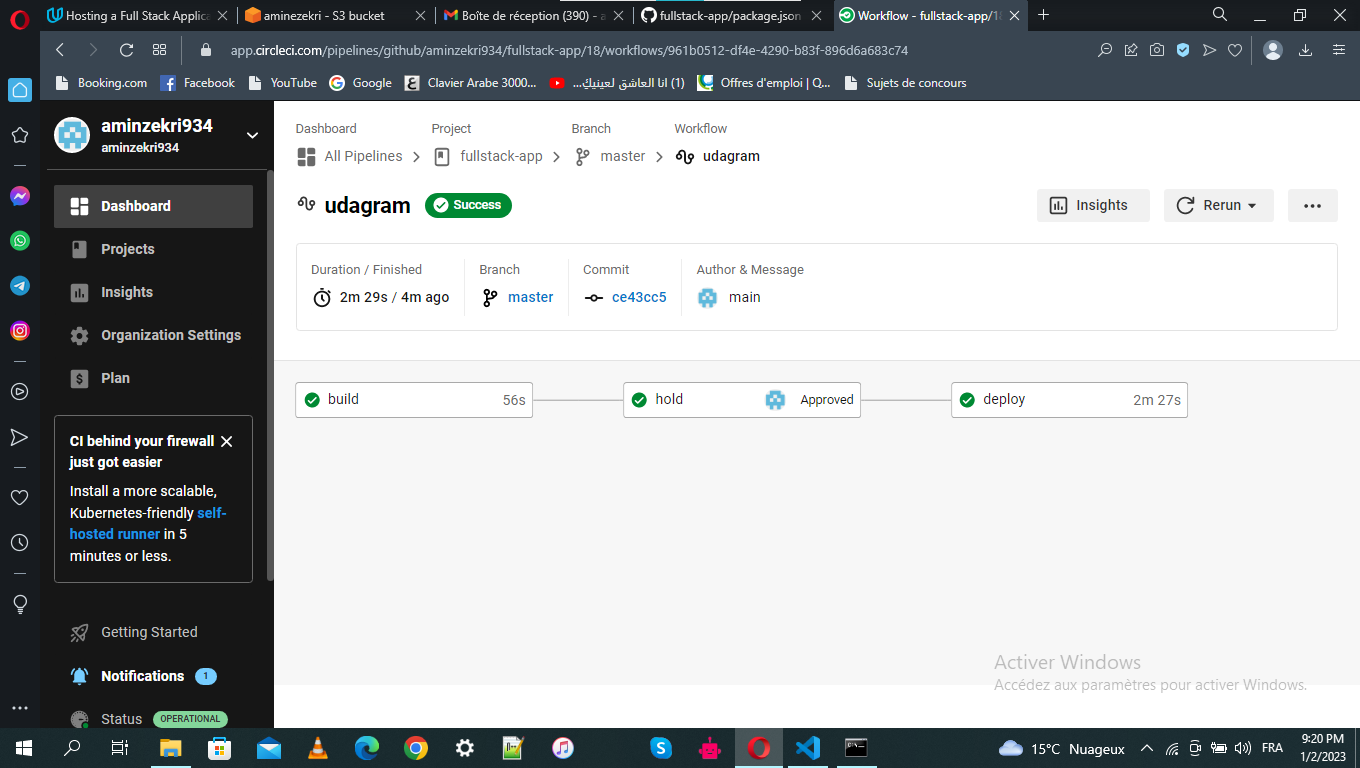 Hosting a Full Stack Applica
aminezekri - S3 bucket
Boîte de réception (390) - a
fullstack-app/package.json
Workflow - fullstack-app/18
app.circleci.com/pipelines/github/aminzekri934/fullstack-app/18/workflows/961b0512-df4e-4290-b83f-896d6a683c74
Booking.com
Facebook
YouTube
Google
Clavier Arabe 3000...
(1) انا العاشق لعينيكِ...
Offres d'emploi | Q...
Sujets de concours
aminzekri934
aminzekri934
Dashboard
Projects
Insights
Organization Settings
Plan
CI behind your firewall
just got easier
Install a more scalable,
Kubernetes-friendly self-
hosted runner in 5
minutes or less.
Getting Started
Notifications 1
Status OPERATIONAL
Dashboard Project Branch Workflow
All Pipelines fullstack-app master udagram
udagram Success
Insights Rerun
Duration / Finished Branch Commit Author & Message
2m 29s / 4m ago master ce43cc5 main
build 56s hold Approved deploy 2m 27s
Activer Windows
Accédez aux paramètres pour activer Windows.
15°C Nuageux FRA
9:20 PM
1/2/2023